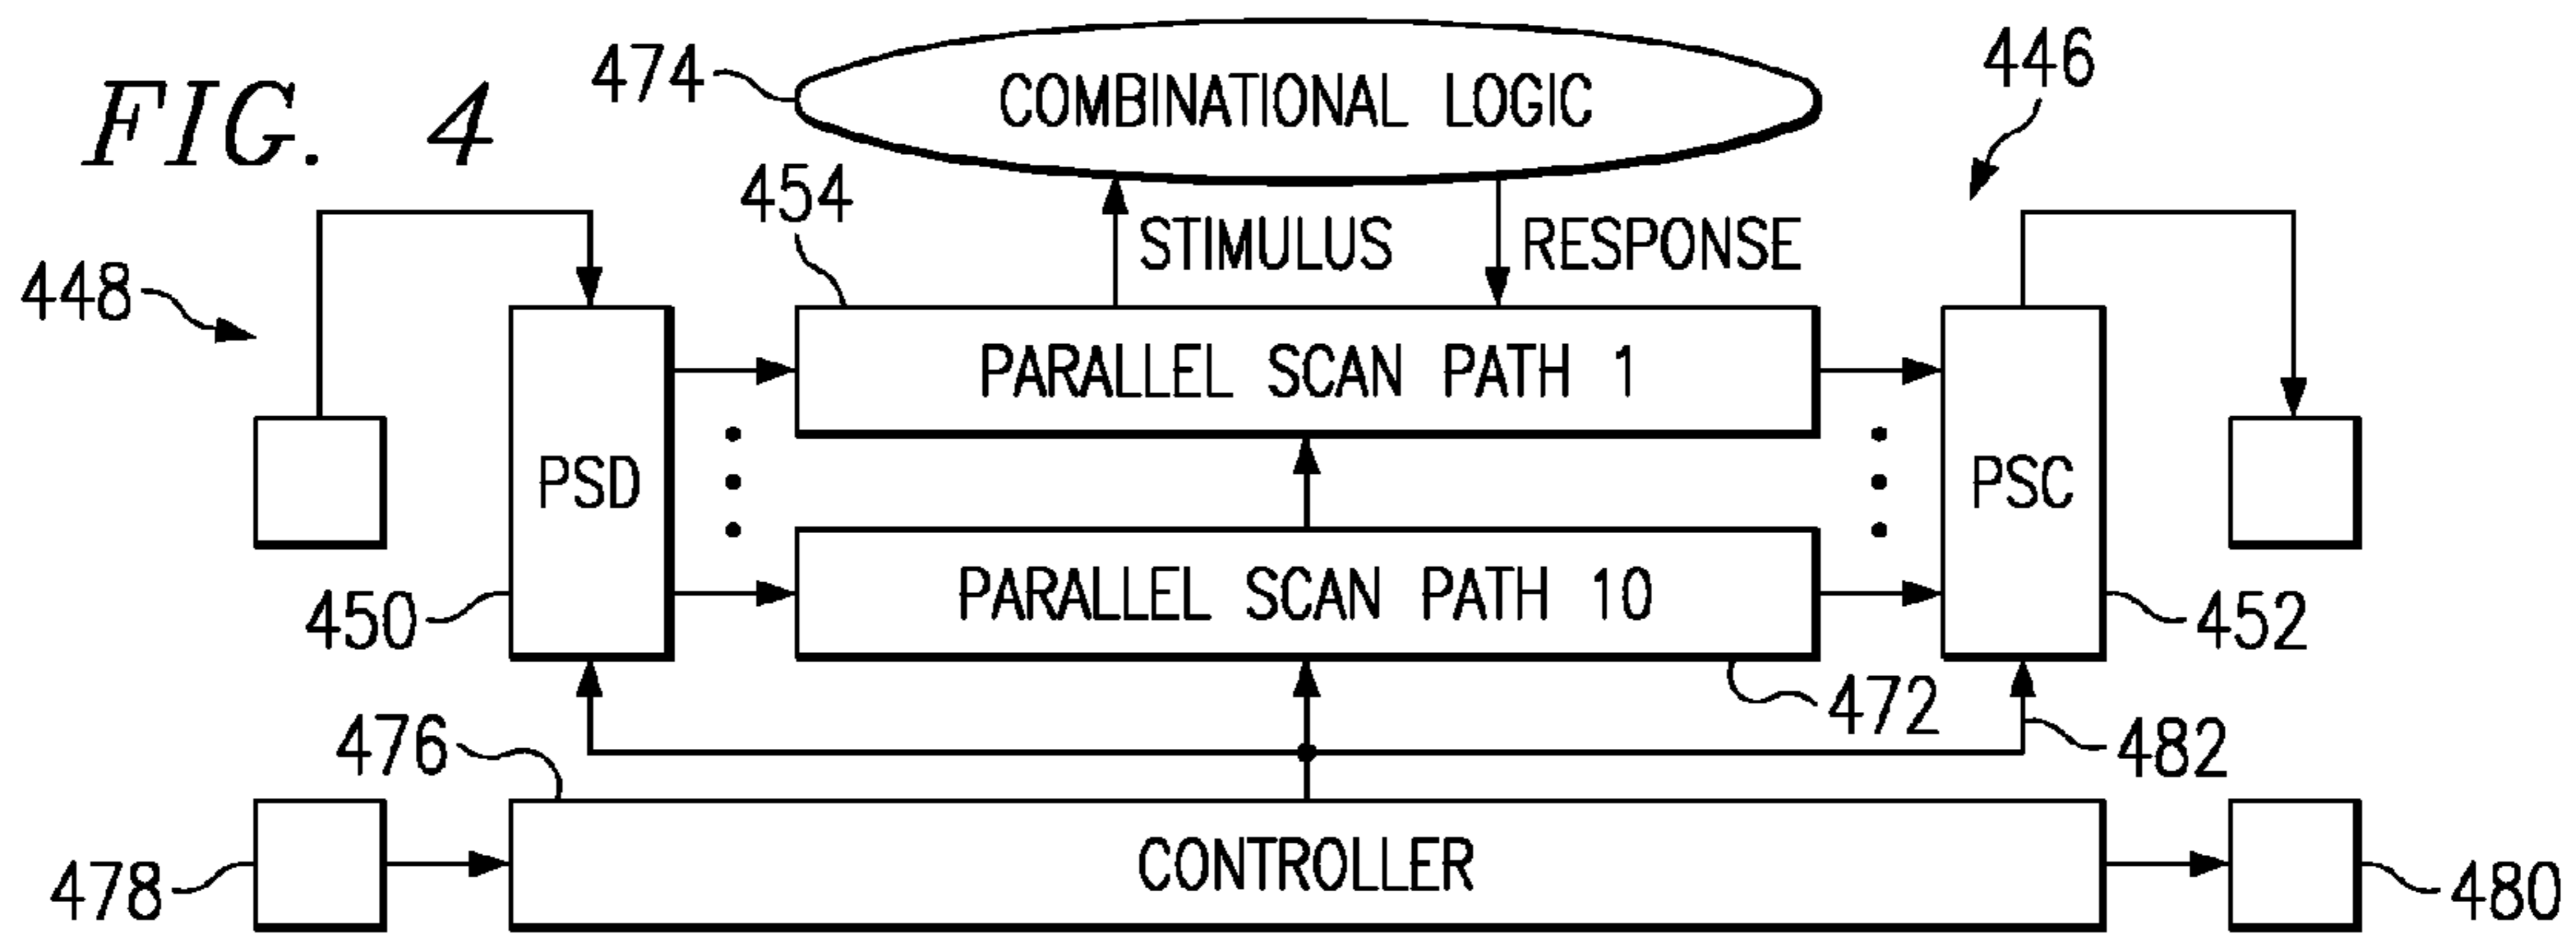 FIG. 4
474
COMBINATIONAL LOGIC
446
454
STIMULUS
RESPONSE
448
PARALLEL SCAN PATH 1
PSD
PSC
PARALLEL SCAN PATH 10
450
452
472
476
482
478
CONTROLLER
480